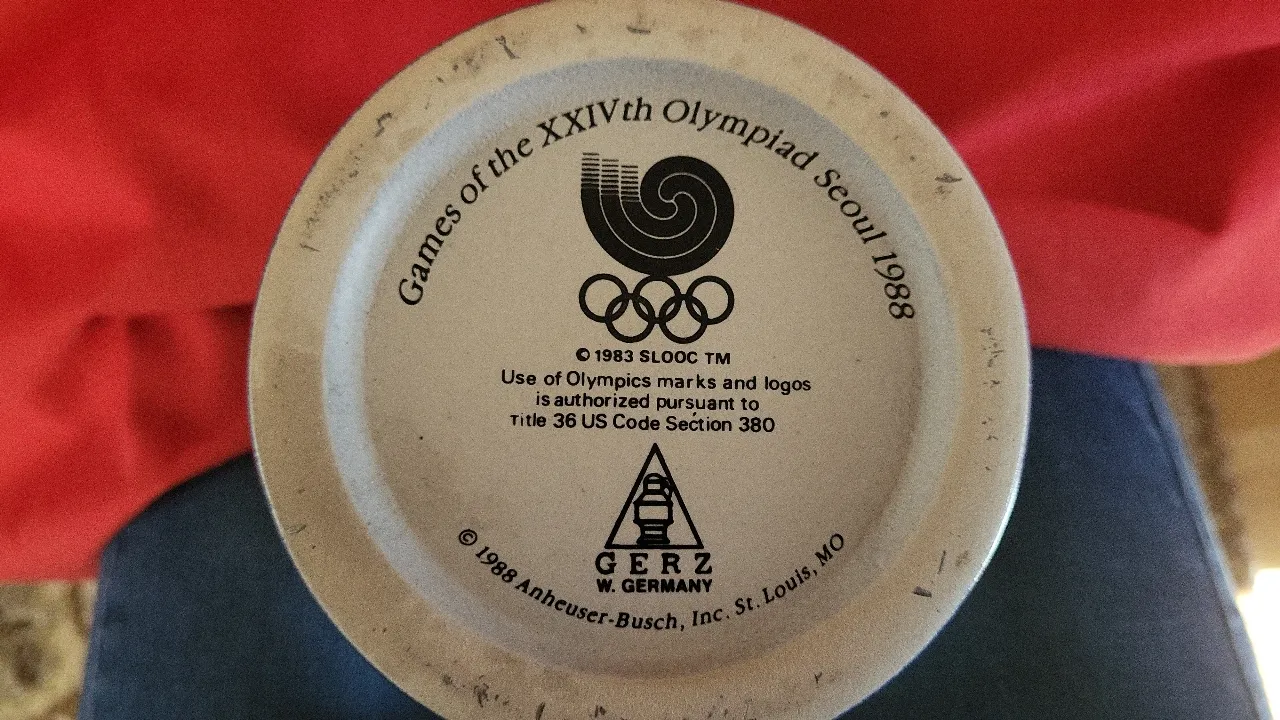 Games of the XXIVth Olympiad Seoul 1988
© 1983 SLOOC TM
Use of Olympics marks and logos
is authorized pursuant to
Title 36 US Code Section 380
GERZ
W. GERMANY
© 1988 Anheuser-Busch, Inc. St. Louis, MO